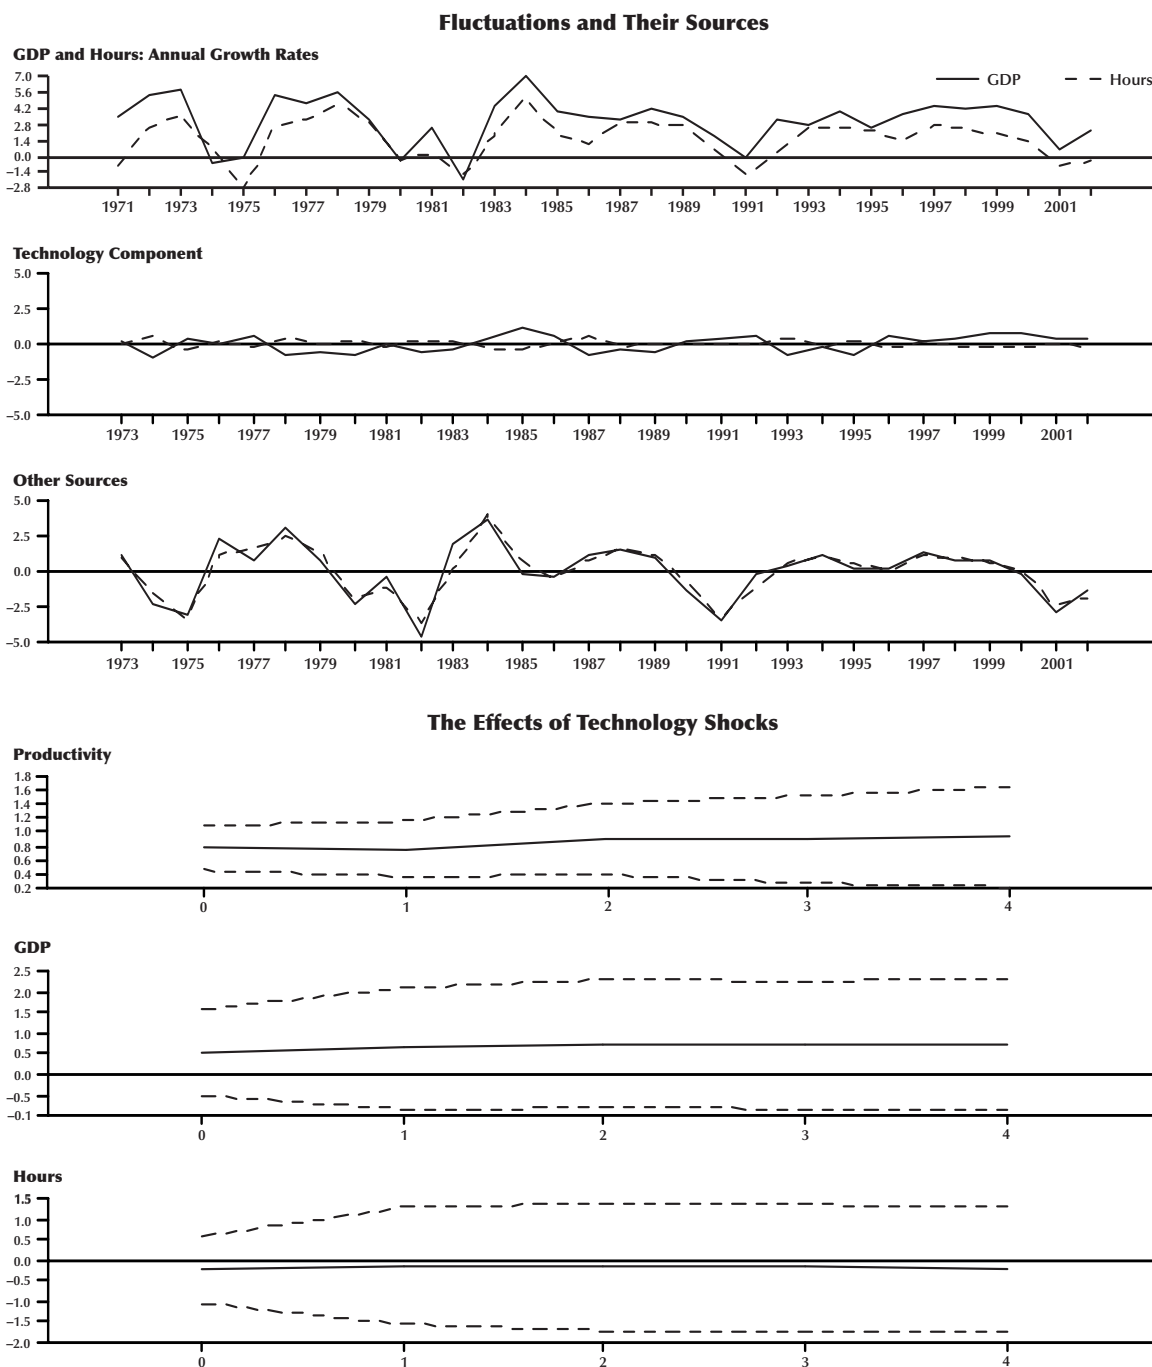 Fluctuations and Their Sources
GDP and Hours: Annual Growth Rates
GDP
Hours
7.0
5.6
4.2
2.8
1.4
0.0
–1.4
–2.8
1971 1973 1975 1977 1979 1981 1983 1985 1987 1989 1991 1993 1995 1997 1999 2001
Technology Component
5.0
2.5
0.0
–2.5
–5.0
1973 1975 1977 1979 1981 1983 1985 1987 1989 1991 1993 1995 1997 1999 2001
Other Sources
5.0
2.5
0.0
–2.5
–5.0
1973 1975 1977 1979 1981 1983 1985 1987 1989 1991 1993 1995 1997 1999 2001
The Effects of Technology Shocks
Productivity
1.8
1.6
1.4
1.2
1.0
0.8
0.6
0.4
0.2
0 1 2 3 4
GDP
2.5
2.0
1.5
1.0
0.5
0.0
–0.5
–0.1
0 1 2 3 4
Hours
1.5
1.0
0.5
0.0
–0.5
–1.0
–1.5
–2.0
0 1 2 3 4